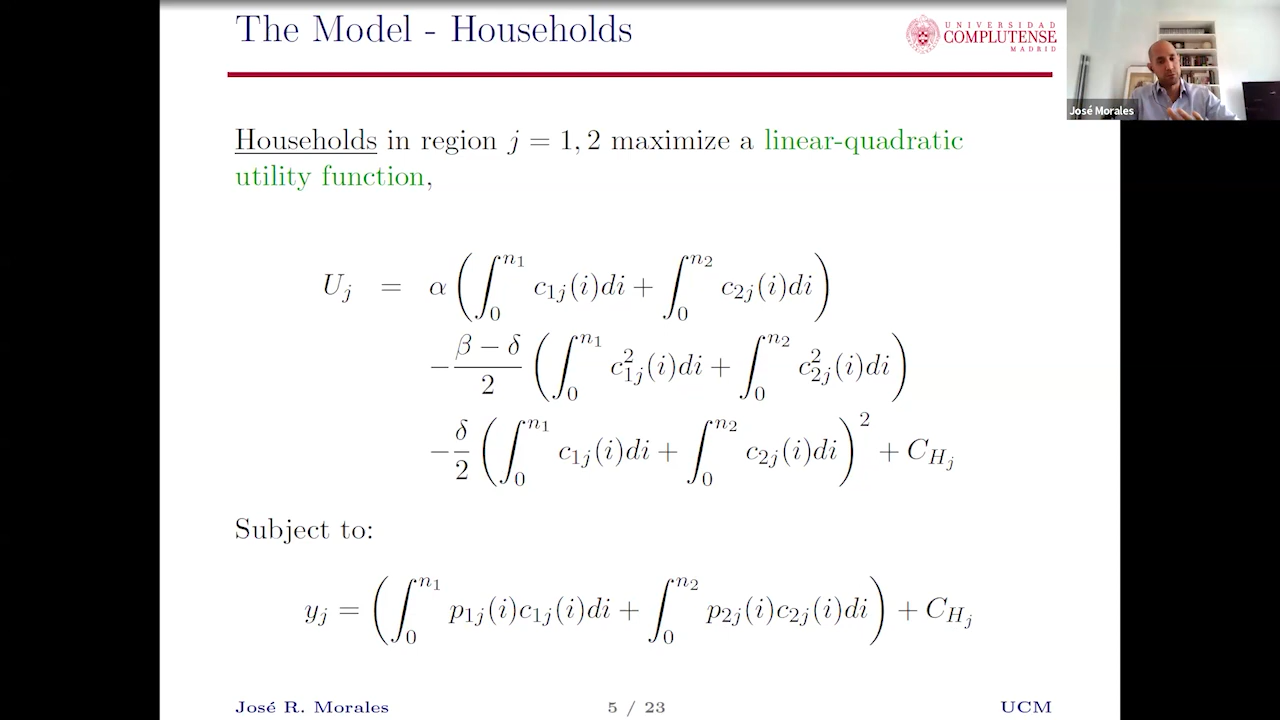 The Model - Households
UNIVERSIDAD
COMPLUTENSE
MADRID
José Morales
Households in region j = 1, 2 maximize a linear-quadratic
utility function,
U_j = α ( ∫_0^{n_1} c_{1j}(i)di + ∫_0^{n_2} c_{2j}(i)di )
− \frac{β − δ}{2} ( ∫_0^{n_1} c_{1j}^2(i)di + ∫_0^{n_2} c_{2j}^2(i)di )
− \frac{δ}{2} ( ∫_0^{n_1} c_{1j}(i)di + ∫_0^{n_2} c_{2j}(i)di )^2 + C_{H_j}
Subject to:
y_j = ( ∫_0^{n_1} p_{1j}(i)c_{1j}(i)di + ∫_0^{n_2} p_{2j}(i)c_{2j}(i)di ) + C_{H_j}
José R. Morales 5 / 23 UCM